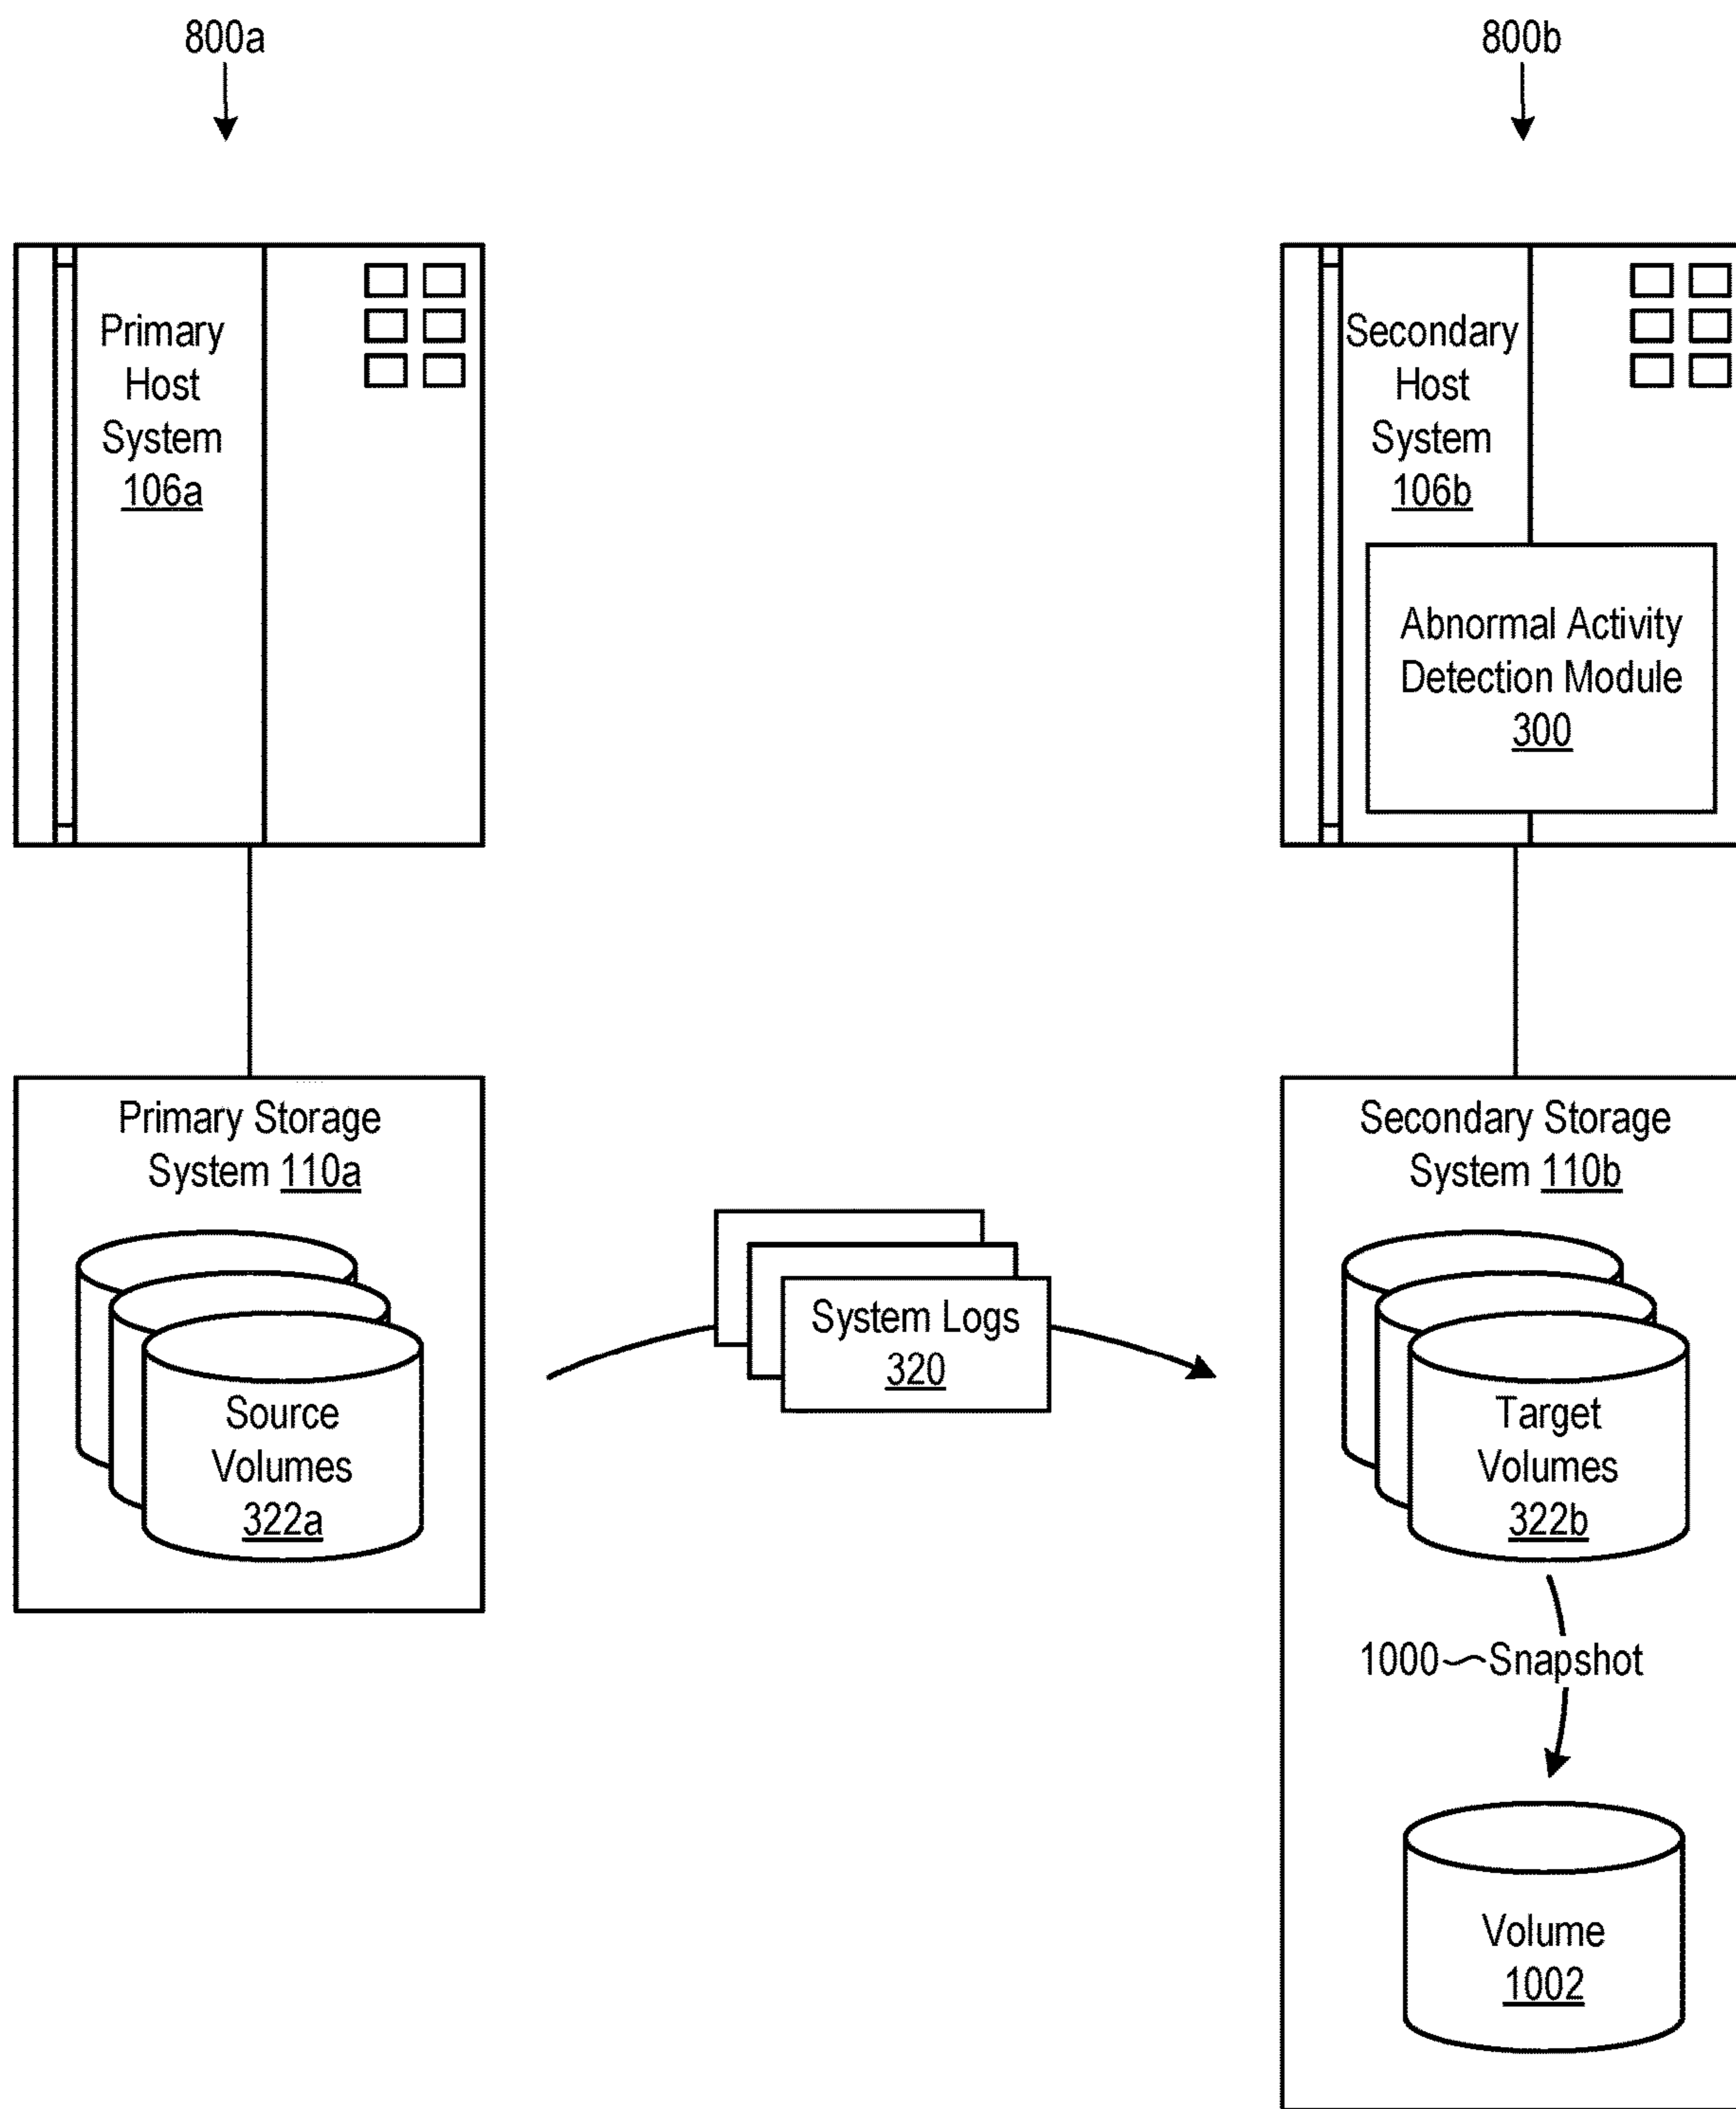 800a
800b
Primary
Host
System
106a
Secondary
Host
System
106b
Abnormal Activity
Detection Module
300
Primary Storage
System 110a
Source
Volumes
322a
System Logs
320
Secondary Storage
System 110b
Target
Volumes
322b
1000 Snapshot
Volume
1002